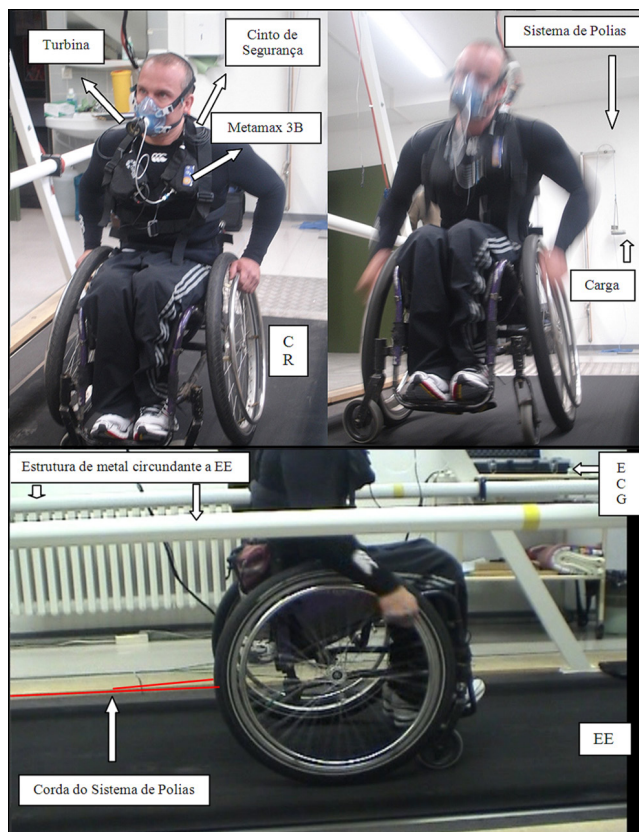 Turbina
Cinto de
Segurança
Metamax 3B
Sistema de Polias
Carga
C
R
Estrutura de metal circundante a EE
E
C
G
EE
Corda do Sistema de Polias